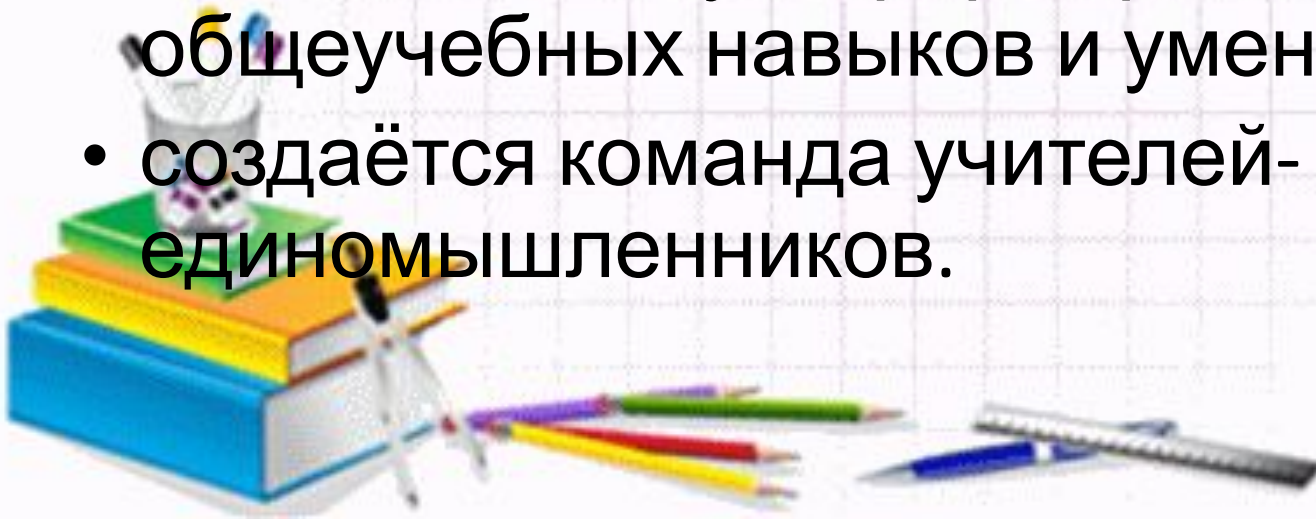 общеучебных навыков и умен
• создаётся команда учителей-
единомышленников.